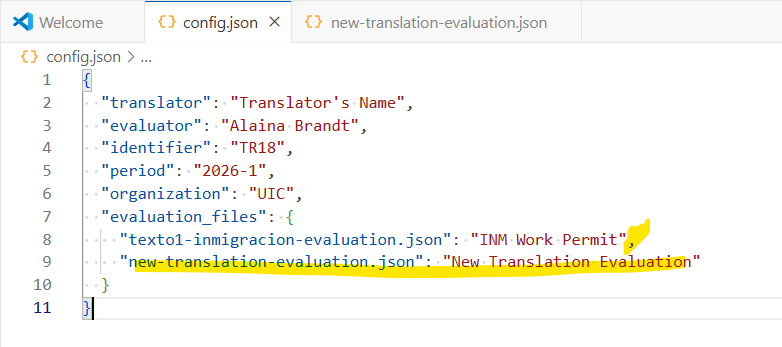 Welcome {} config.json × {} new-translation-evaluation.json
{} config.json > ...
1 {
2 "translator": "Translator's Name",
3 "evaluator": "Alaina Brandt",
4 "identifier": "TR18",
5 "period": "2026-1",
6 "organization": "UIC",
7 "evaluation_files": {
8 "texto1-inmigracion-evaluation.json": "INM Work Permit",
9 "new-translation-evaluation.json": "New Translation Evaluation"
10 }
11 }